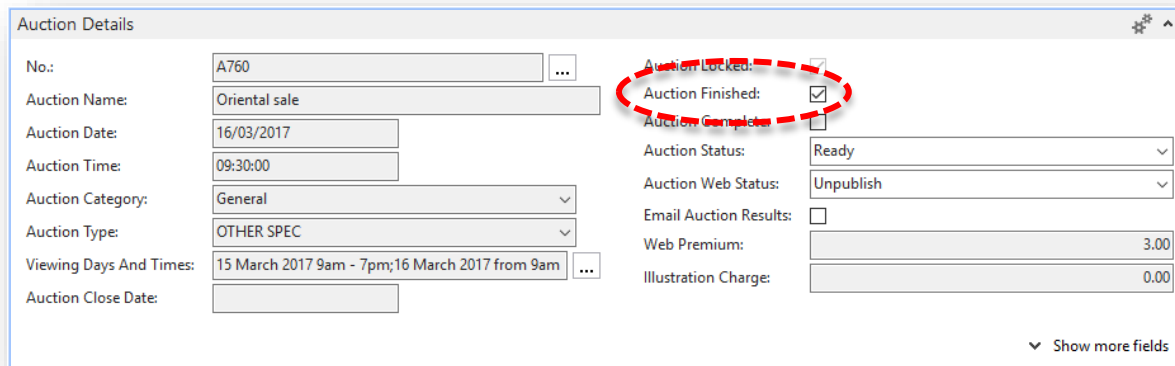 Auction Details
No.: A760 ...
Auction Name: Oriental sale
Auction Date: 16/03/2017
Auction Time: 09:30:00
Auction Category: General
Auction Type: OTHER SPEC
Viewing Days And Times: 15 March 2017 9am - 7pm;16 March 2017 from 9am ...
Auction Close Date:
Auction Locked:
Auction Finished:
Auction Complete:
Auction Status: Ready
Auction Web Status: Unpublish
Email Auction Results:
Web Premium: 3.00
Illustration Charge: 0.00
Show more fields